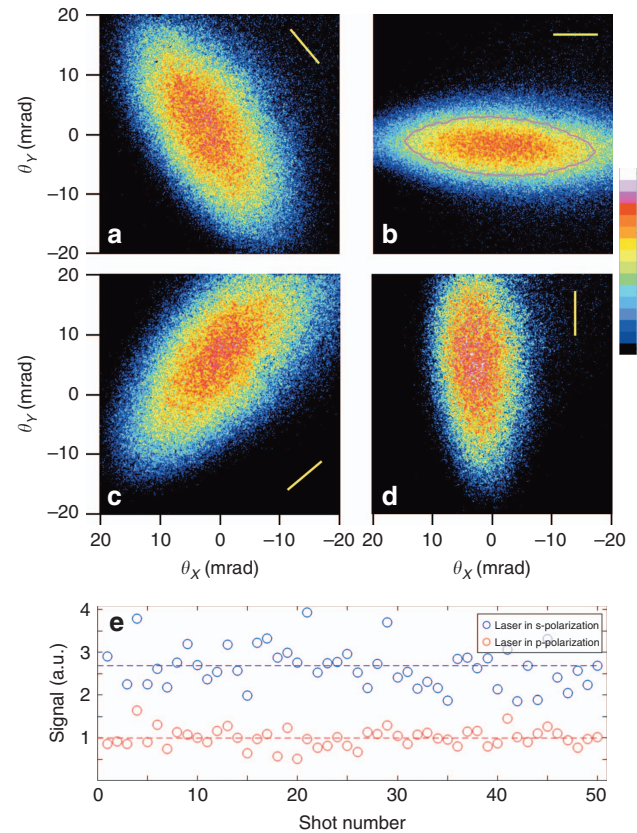 20
10
0
−10
−20
θY (mrad)
a
b
20
10
0
−10
−20
θY (mrad)
c
d
20 10 0 −10 −20
20 10 0 −10 −20
θX (mrad)
θX (mrad)
e
4
3
2
1
Signal (a.u.)
Laser in s-polarization
Laser in p-polarization
0 10 20 30 40 50
Shot number